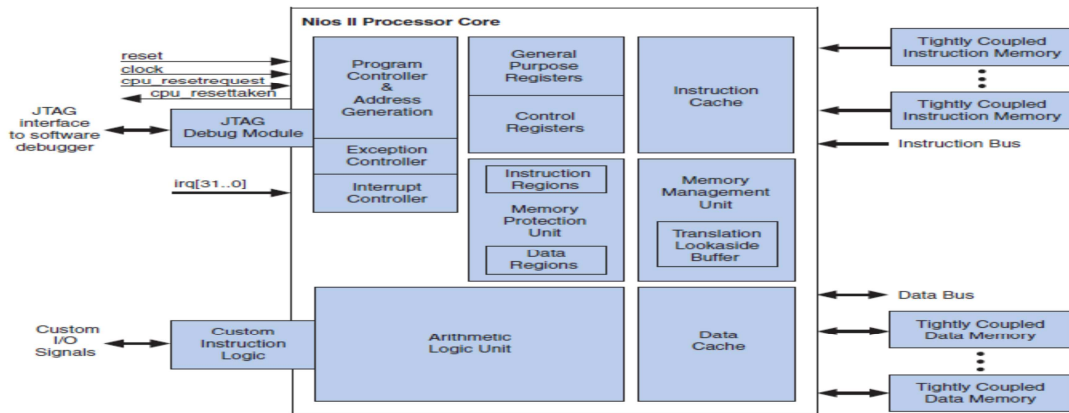 Nios II Processor Core
reset
clock
cpu_resetrequest
cpu_resettaken
JTAG
interface
to software
debugger
JTAG
Debug Module
irq[31..0]
Custom
I/O
Signals
Custom
Instruction
Logic
Program
Controller
&
Address
Generation
Exception
Controller
Interrupt
Controller
General
Purpose
Registers
Control
Registers
Instruction
Regions
Memory
Protection
Unit
Data
Regions
Arithmetic
Logic Unit
Instruction
Cache
Memory
Management
Unit
Translation
Lookaside
Buffer
Data
Cache
Tightly Coupled
Instruction Memory
Tightly Coupled
Instruction Memory
Instruction Bus
Data Bus
Tightly Coupled
Data Memory
Tightly Coupled
Data Memory